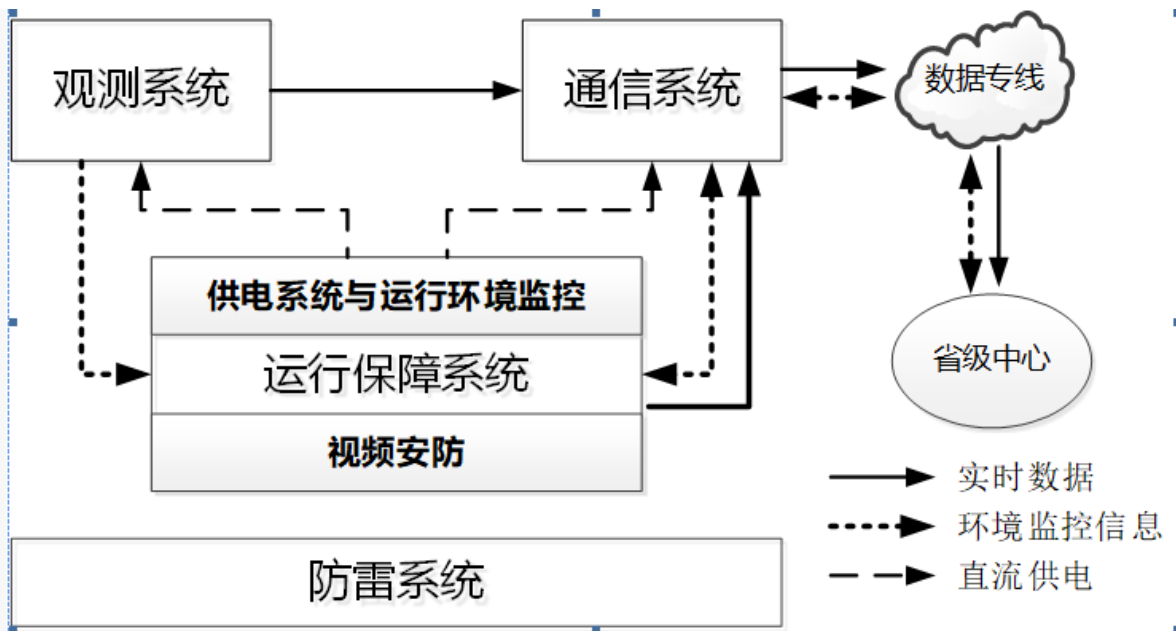 观测系统
通信系统
数据专线
供电系统与运行环境监控
运行保障系统
视频安防
省级中心
实时数据
环境监控信息
直流供电
防雷系统